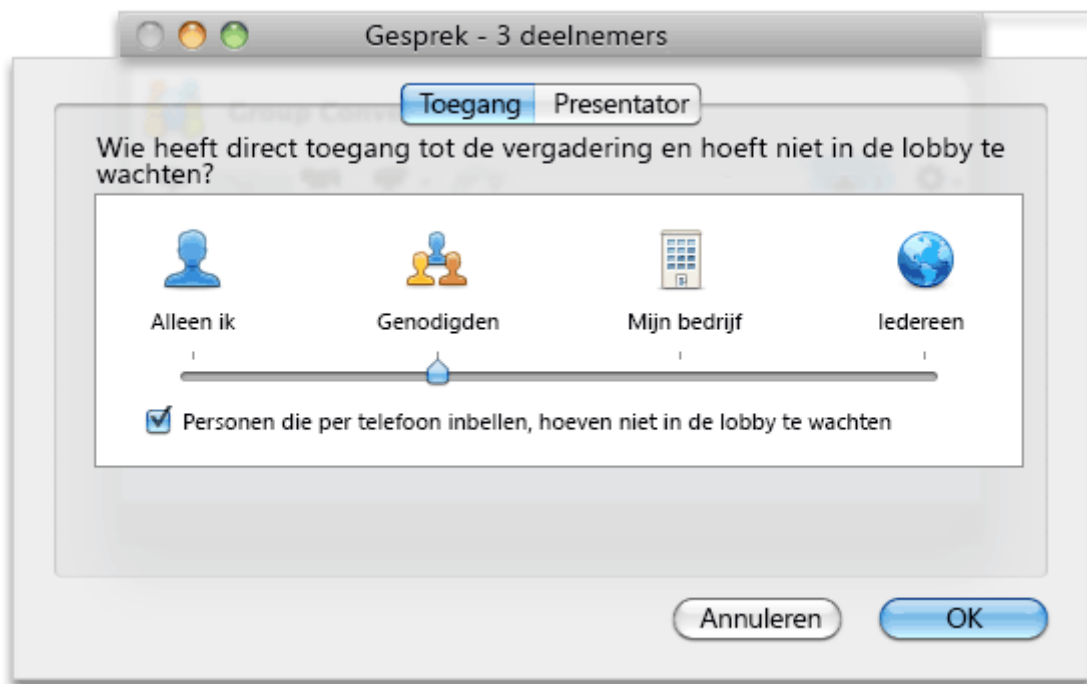 Gesprek - 3 deelnemers
Toegang Presentator
Group Conve
Wie heeft direct toegang tot de vergadering en hoeft niet in de lobby te
wachten?
Alleen ik Genodigden Mijn bedrijf Iedereen
Personen die per telefoon inbellen, hoeven niet in de lobby te wachten
Annuleren OK